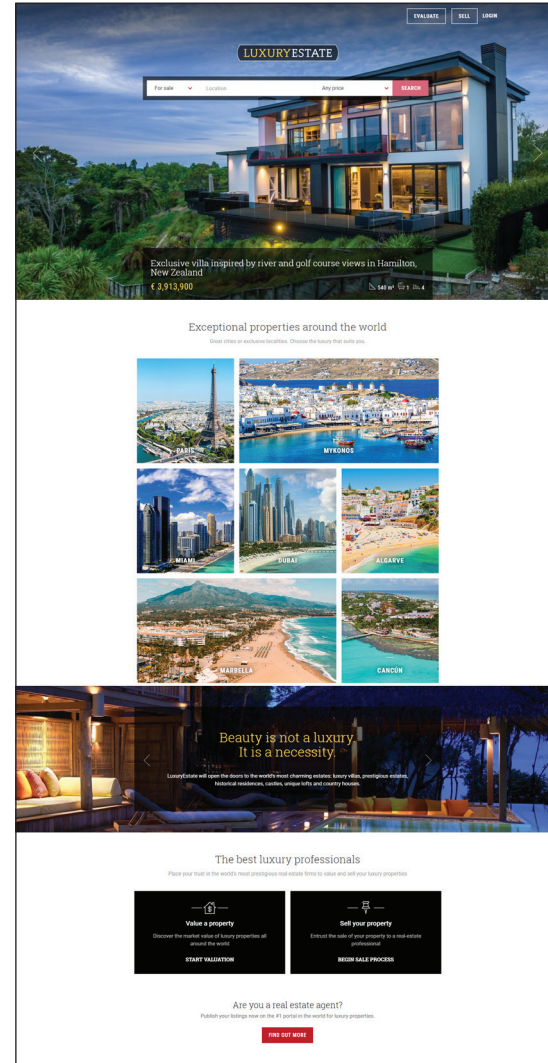 EVALUATE SELL LOGIN
LUXURYESTATE
For sale Location Any price SEARCH
Exclusive villa inspired by river and golf course views in Hamilton,
New Zealand
€ 3,913,900 540 m² 1 4
Exceptional properties around the world
Great cities or exclusive localities. Choose the luxury that suits you.
PARIS MYKONOS
MIAMI DUBAI ALGARVE
MARBELLA CANCÚN
Beauty is not a luxury.
It is a necessity.
LuxuryEstate will open the doors to the world's most charming estates: luxury villas, prestigious estates,
historical residences, castles, unique lofts and country houses.
The best luxury professionals
Place your trust in the world's most prestigious real estate firms to value and sell your luxury properties
Value a property Sell your property
Discover the market value of luxury properties all Entrust the sale of your property to a real-estate
around the world professional
START VALUATION BEGIN SALE PROCESS
Are you a real estate agent?
Publish your listings now on the #1 portal in the world for luxury properties.
FIND OUT MORE